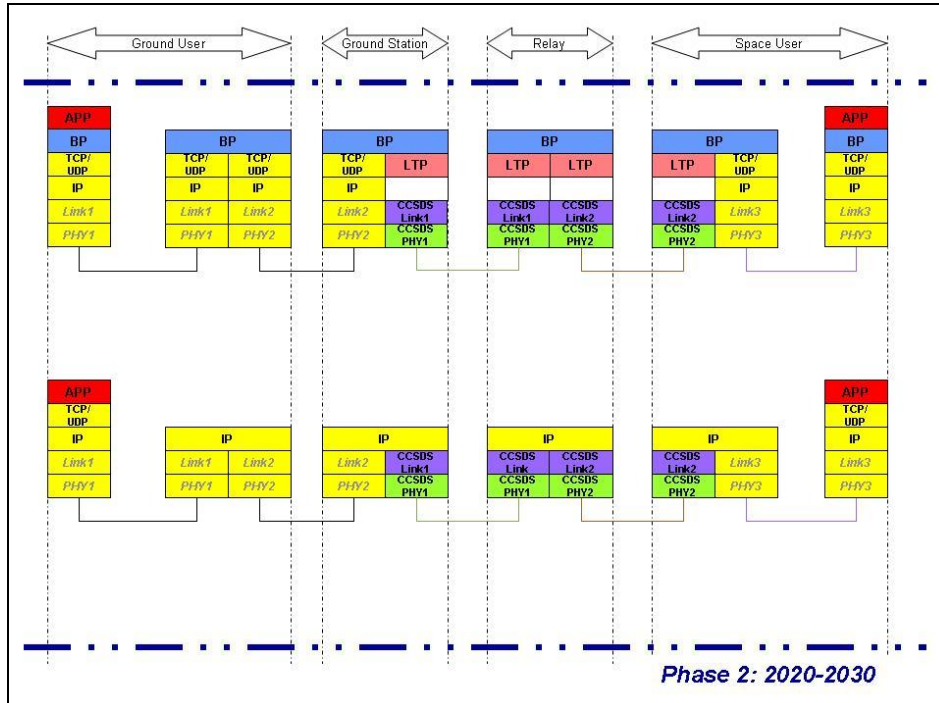 Ground User Ground Station Relay Space User
APP APP
BP BP BP BP BP BP
TCP/ TCP/ TCP/ TCP/ LTP LTP LTP LTP TCP/ TCP/
UDP UDP UDP UDP UDP UDP
IP IP IP IP IP IP
Link1 Link1 Link2 Link2 CCSDS CCSDS CCSDS CCSDS Link3 Link3
Link1 Link1 Link2 Link2
PHY1 PHY1 PHY2 PHY2 CCSDS CCSDS CCSDS CCSDS PHY3 PHY3
PHY1 PHY1 PHY2 PHY2
APP APP
TCP/ TCP/
UDP UDP
IP IP IP IP IP IP
Link1 Link1 Link2 Link2 CCSDS CCSDS CCSDS CCSDS Link3 Link3
Link1 Link Link2 Link2
PHY1 PHY1 PHY2 PHY2 CCSDS CCSDS CCSDS CCSDS PHY3 PHY3
PHY1 PHY1 PHY2 PHY2
Phase 2: 2020-2030